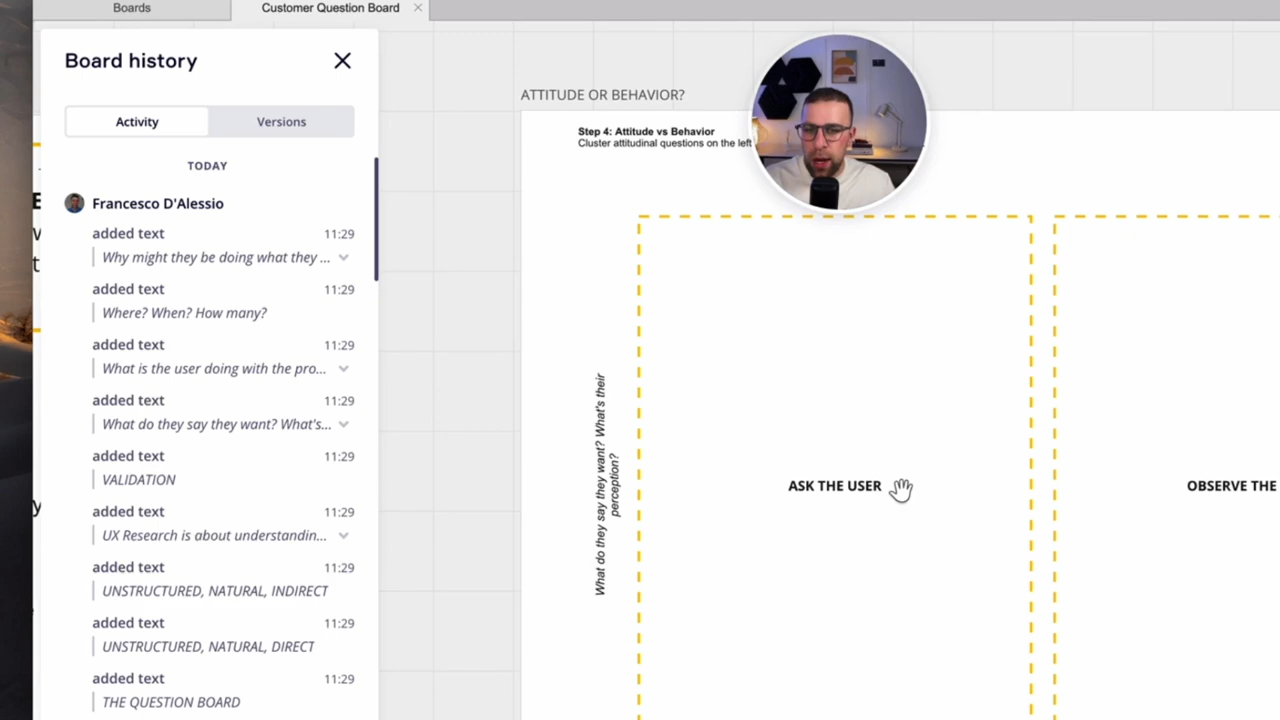 Boards
Customer Question Board
Board history
Activity
Versions
TODAY
Francesco D'Alessio
added text 11:29
Why might they be doing what they ...
added text 11:29
Where? When? How many?
added text 11:29
What is the user doing with the pro...
added text 11:29
What do they say they want? What's...
added text 11:29
VALIDATION
added text 11:29
UX Research is about understandin...
added text 11:29
UNSTRUCTURED, NATURAL, INDIRECT
added text 11:29
UNSTRUCTURED, NATURAL, DIRECT
added text 11:29
THE QUESTION BOARD
ATTITUDE OR BEHAVIOR?
Step 4: Attitude vs Behavior
Cluster attitudinal questions on the left
What do they say they want? What's their
perception?
ASK THE USER
OBSERVE THE